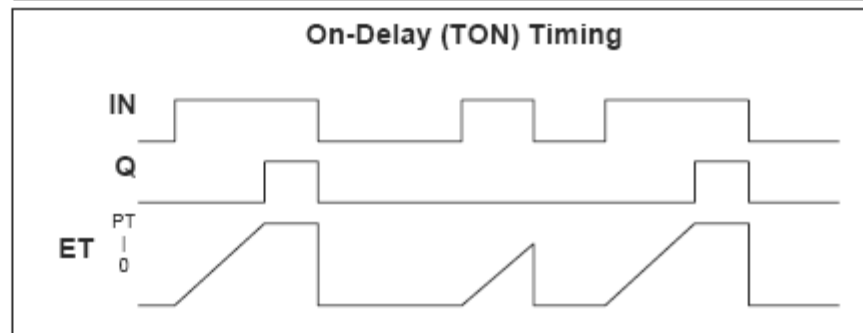 On-Delay (TON) Timing
IN
Q
PT
|
ET
0